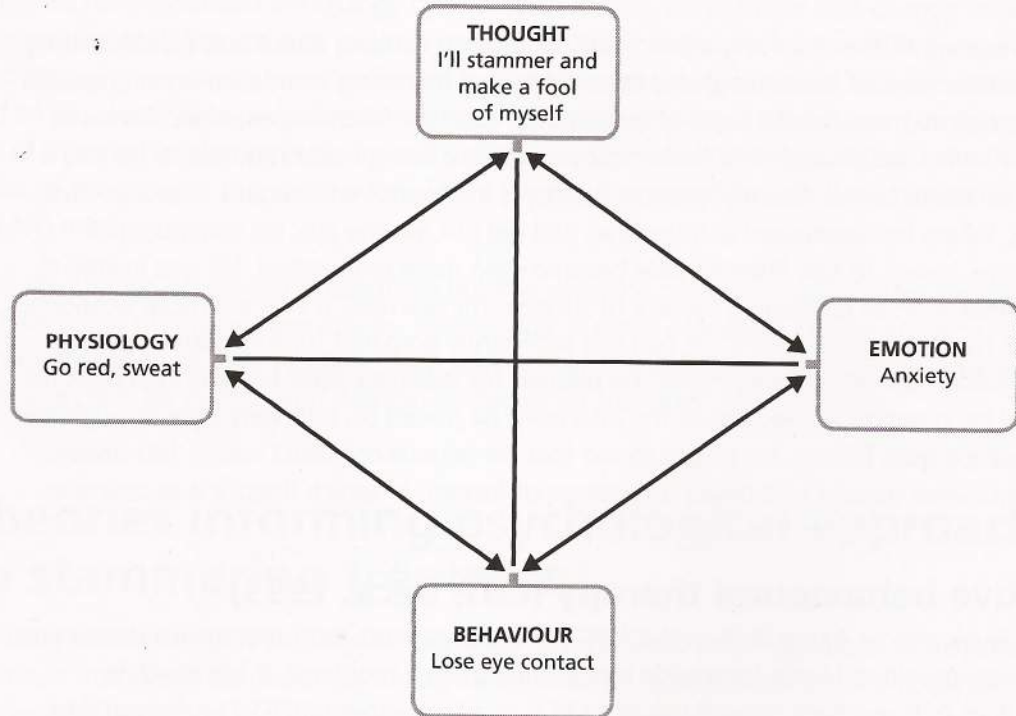 THOUGHT
I'll stammer and
make a fool
of myself
PHYSIOLOGY
Go red, sweat
EMOTION
Anxiety
BEHAVIOUR
Lose eye contact